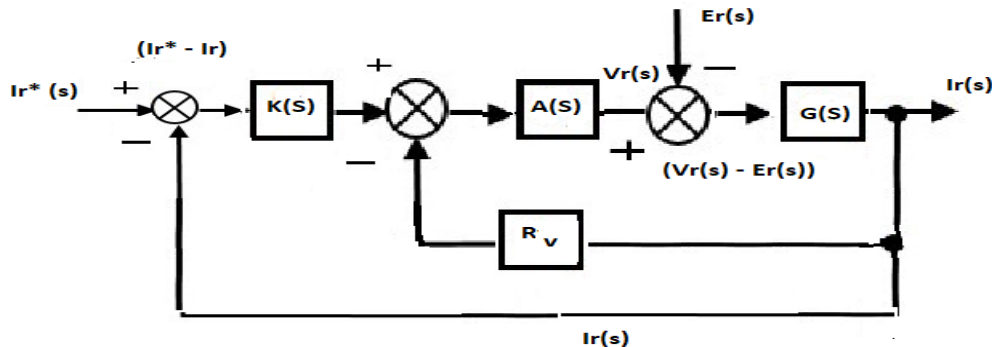 Er(s)
(Ir* - Ir)
+
Vr(s)
−
Ir* (s)
+
K(S)
A(S)
G(S)
Ir(s)
−
−
+
(Vr(s) - Er(s))
R v
Ir(s)